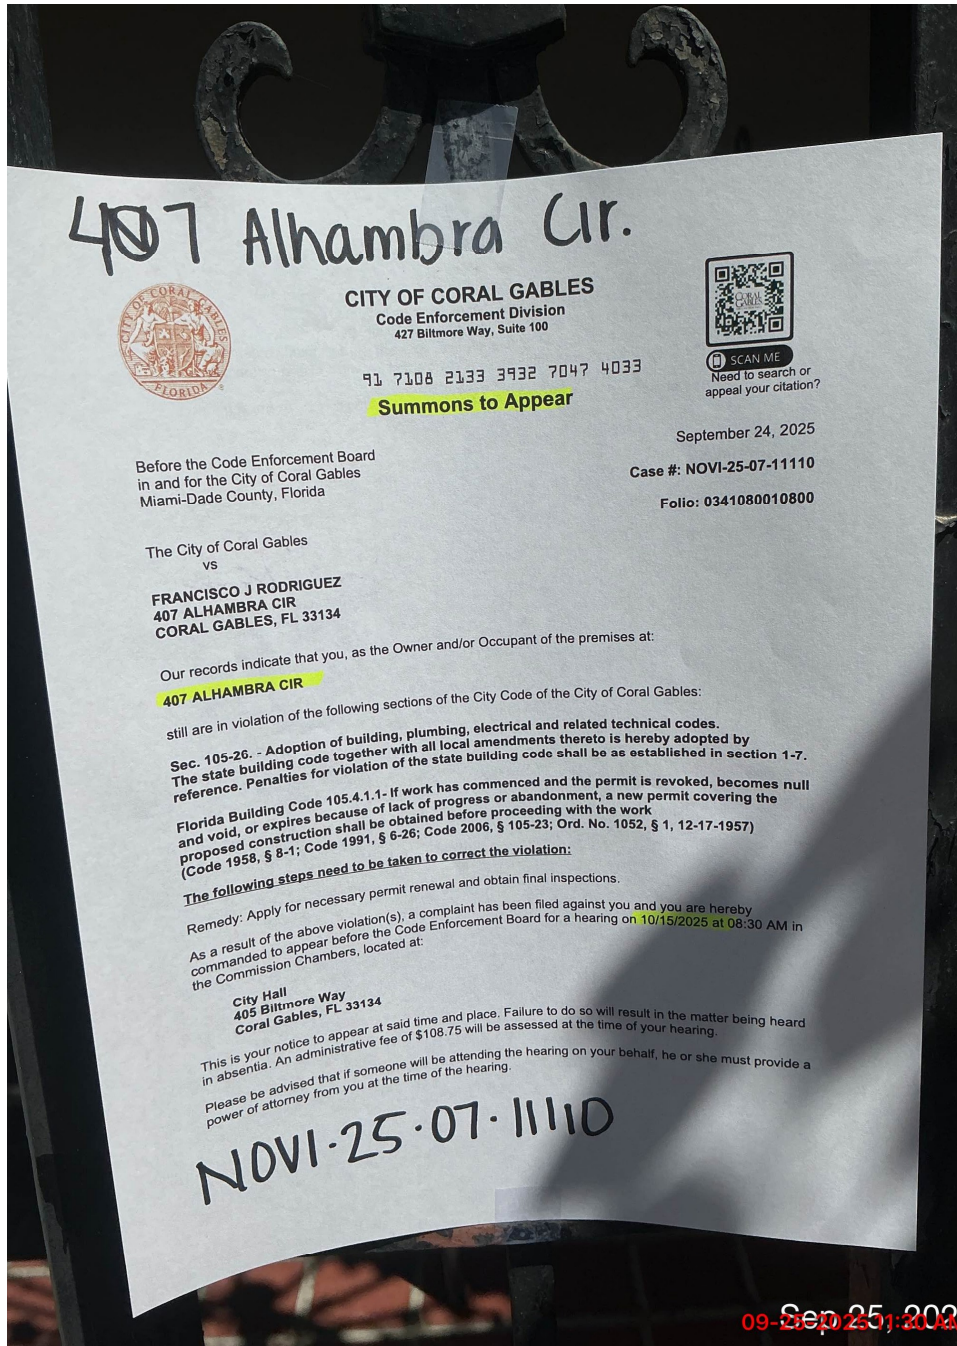 407 Alhambra Cir.
CITY OF CORAL GABLES
FLORIDA
CITY OF CORAL GABLES
Code Enforcement Division
427 Biltmore Way, Suite 100
CORAL GABLES
SCAN ME
Need to search or
appeal your citation?
91 7108 2133 3932 7047 4033
Summons to Appear
September 24, 2025
Before the Code Enforcement Board
in and for the City of Coral Gables
Miami-Dade County, Florida
Case #: NOVI-25-07-11110
Folio: 0341080010800
The City of Coral Gables
vs
FRANCISCO J RODRIGUEZ
407 ALHAMBRA CIR
CORAL GABLES, FL 33134
Our records indicate that you, as the Owner and/or Occupant of the premises at:
407 ALHAMBRA CIR
still are in violation of the following sections of the City Code of the City of Coral Gables:
Sec. 105-26. - Adoption of building, plumbing, electrical and related technical codes.
The state building code together with all local amendments thereto is hereby adopted by
reference. Penalties for violation of the state building code shall be as established in section 1-7.
Florida Building Code 105.4.1.1- If work has commenced and the permit is revoked, becomes null
and void, or expires because of lack of progress or abandonment, a new permit covering the
proposed construction shall be obtained before proceeding with the work
(Code 1958, § 8-1; Code 1991, § 6-26; Code 2006, § 105-23; Ord. No. 1052, § 1, 12-17-1957)
The following steps need to be taken to correct the violation:
Remedy: Apply for necessary permit renewal and obtain final inspections.
As a result of the above violation(s), a complaint has been filed against you and you are hereby
commanded to appear before the Code Enforcement Board for a hearing on 10/15/2025 at 08:30 AM in
the Commission Chambers, located at:
City Hall
405 Biltmore Way
Coral Gables, FL 33134
This is your notice to appear at said time and place. Failure to do so will result in the matter being heard
in absentia. An administrative fee of $108.75 will be assessed at the time of your hearing.
Please be advised that if someone will be attending the hearing on your behalf, he or she must provide a
power of attorney from you at the time of the hearing.
NOVI-25-07-11110
Sep 25, 202
09-25-2025 11:30 AM